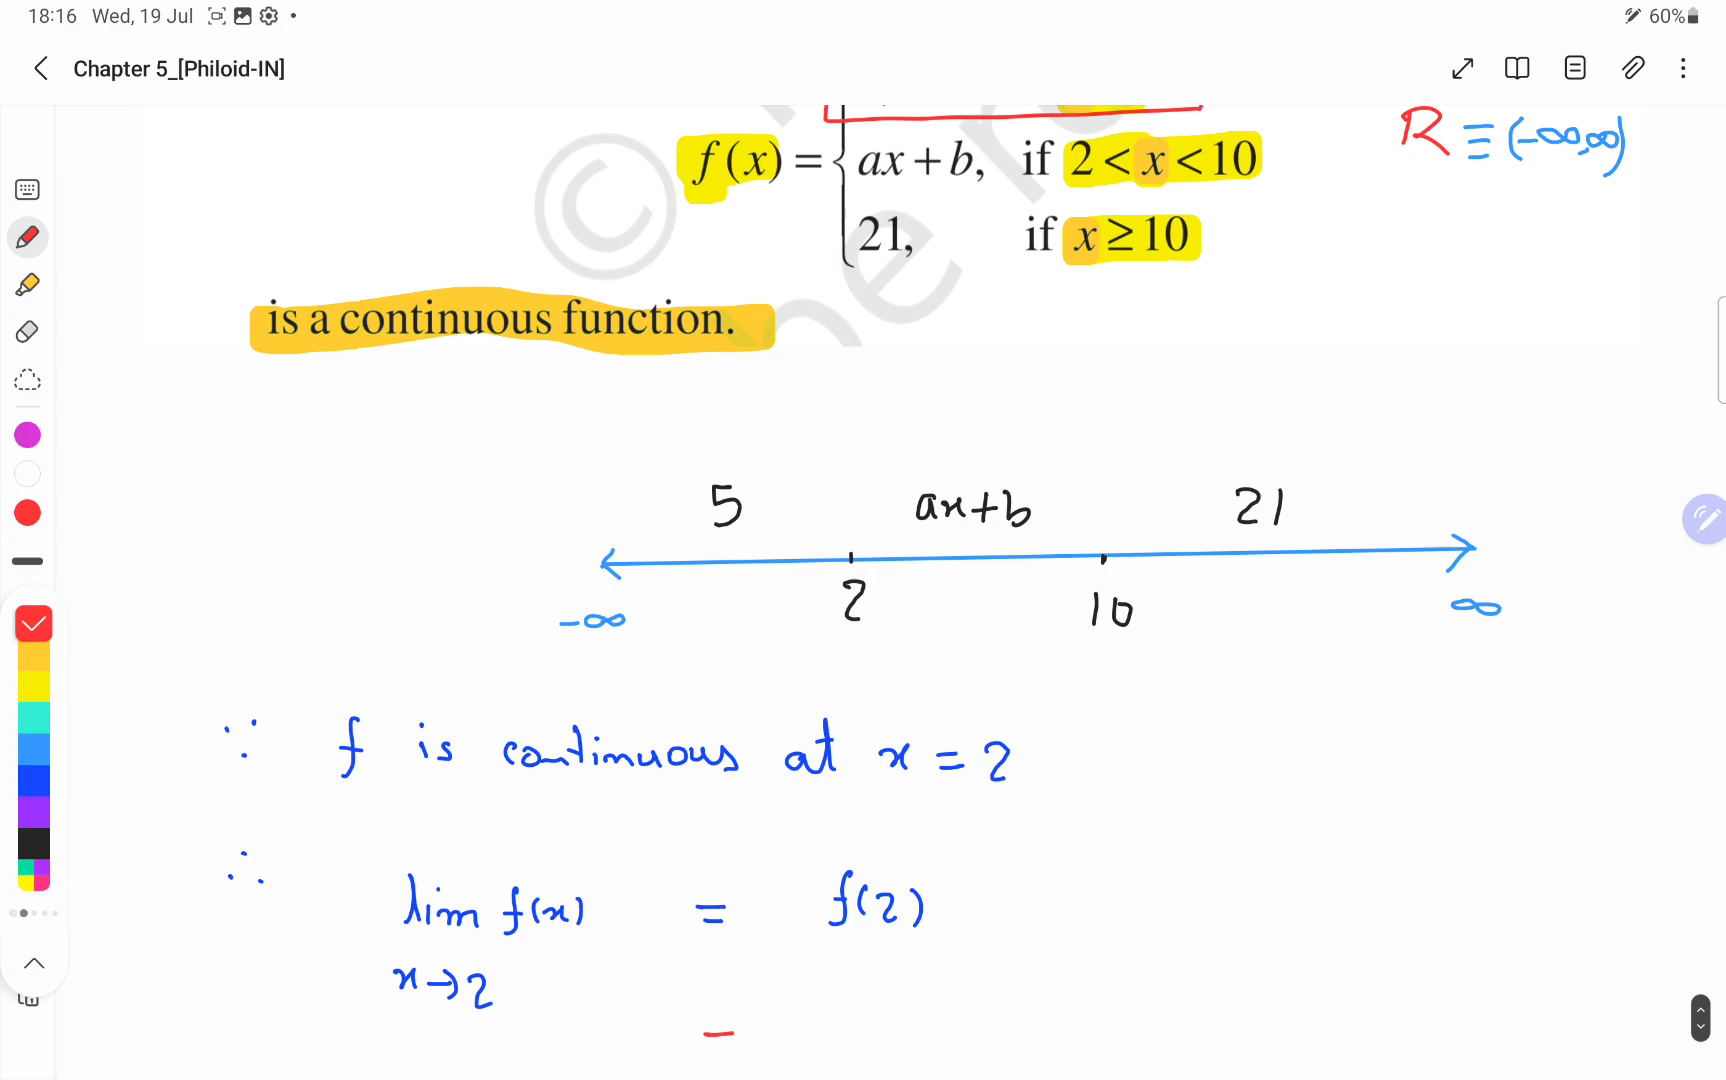 18:16 Wed, 19 Jul 60%
Chapter 5_[Philoid-IN]
R ≡ (-∞,∞)
f(x) = { ax + b, if 2 < x < 10
21, if x ≥ 10
is a continuous function.
5 ax+b 21
-∞ 2 10 ∞
∵ f is continuous at x = 2
∴ lim f(x) = f(2)
x→2